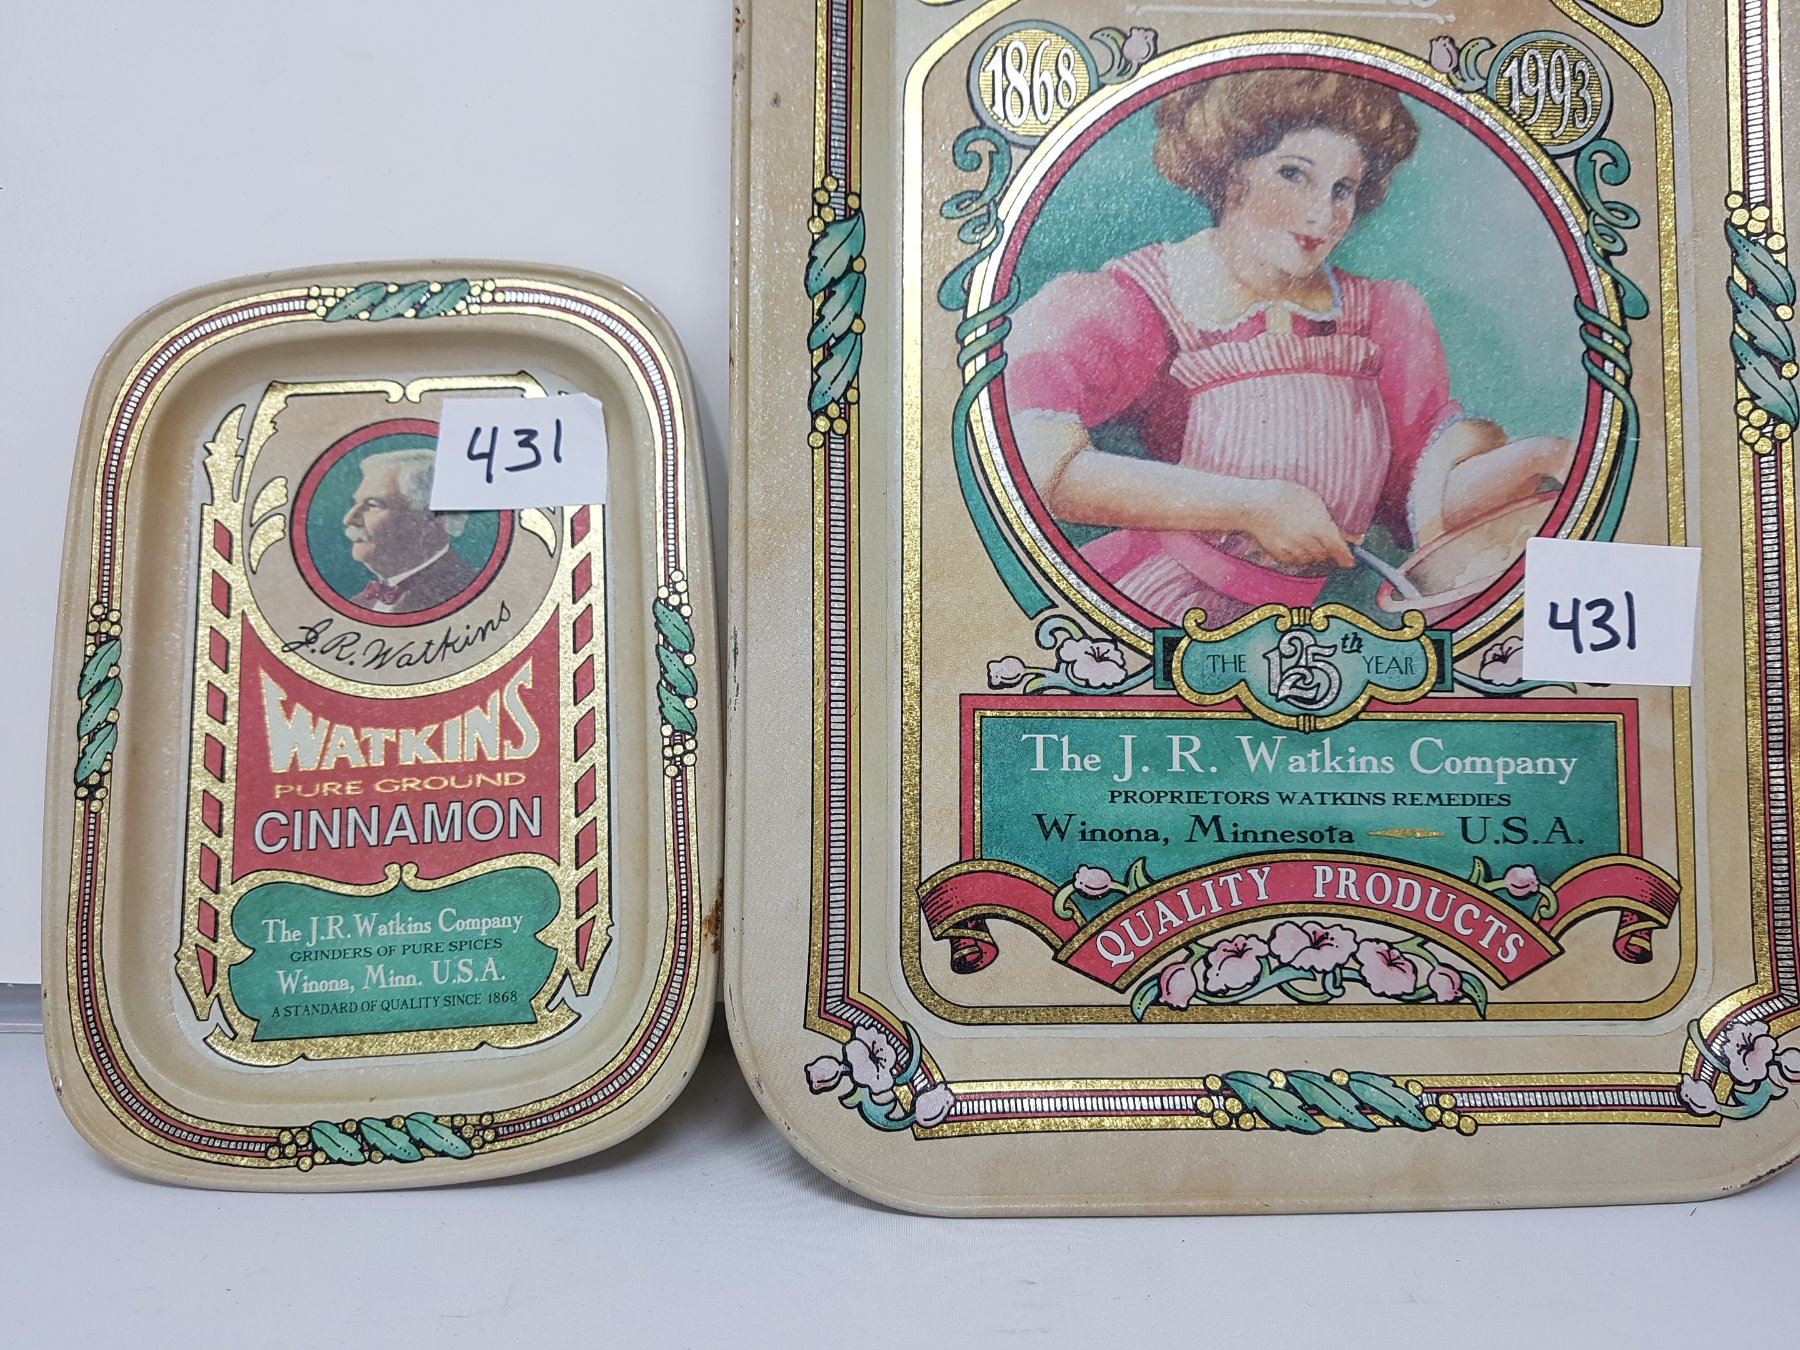 431
J. R. Watkins
WATKINS
PURE GROUND
CINNAMON
The J.R. Watkins Company
GRINDERS OF PURE SPICES
Winona, Minn. U.S.A.
A STANDARD OF QUALITY SINCE 1868
1868 1993
431
THE 125th YEAR
The J. R. Watkins Company
PROPRIETORS WATKINS REMEDIES
Winona, Minnesota U.S.A.
QUALITY PRODUCTS